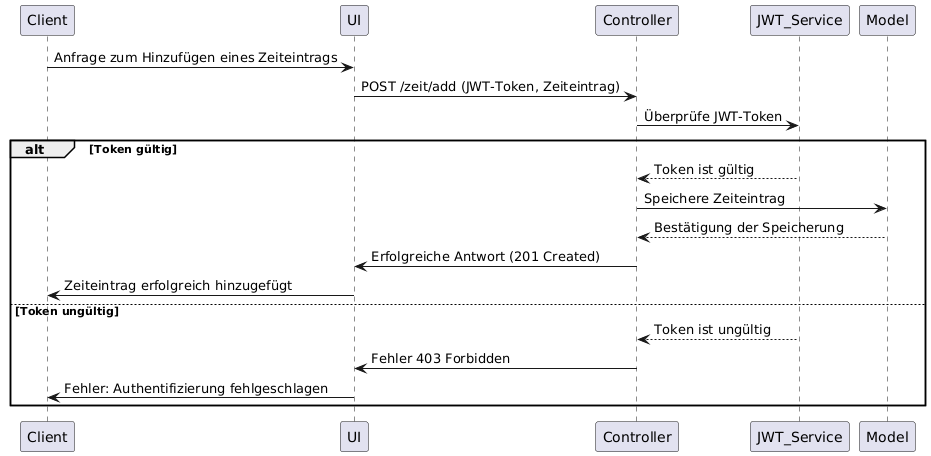 Client UI Controller JWT_Service Model
Anfrage zum Hinzufügen eines Zeiteintrags
POST /zeit/add (JWT-Token, Zeiteintrag)
Überprüfe JWT-Token
alt [Token gültig]
Token ist gültig
Speichere Zeiteintrag
Bestätigung der Speicherung
Erfolgreiche Antwort (201 Created)
Zeiteintrag erfolgreich hinzugefügt
[Token ungültig]
Token ist ungültig
Fehler 403 Forbidden
Fehler: Authentifizierung fehlgeschlagen
Client UI Controller JWT_Service Model